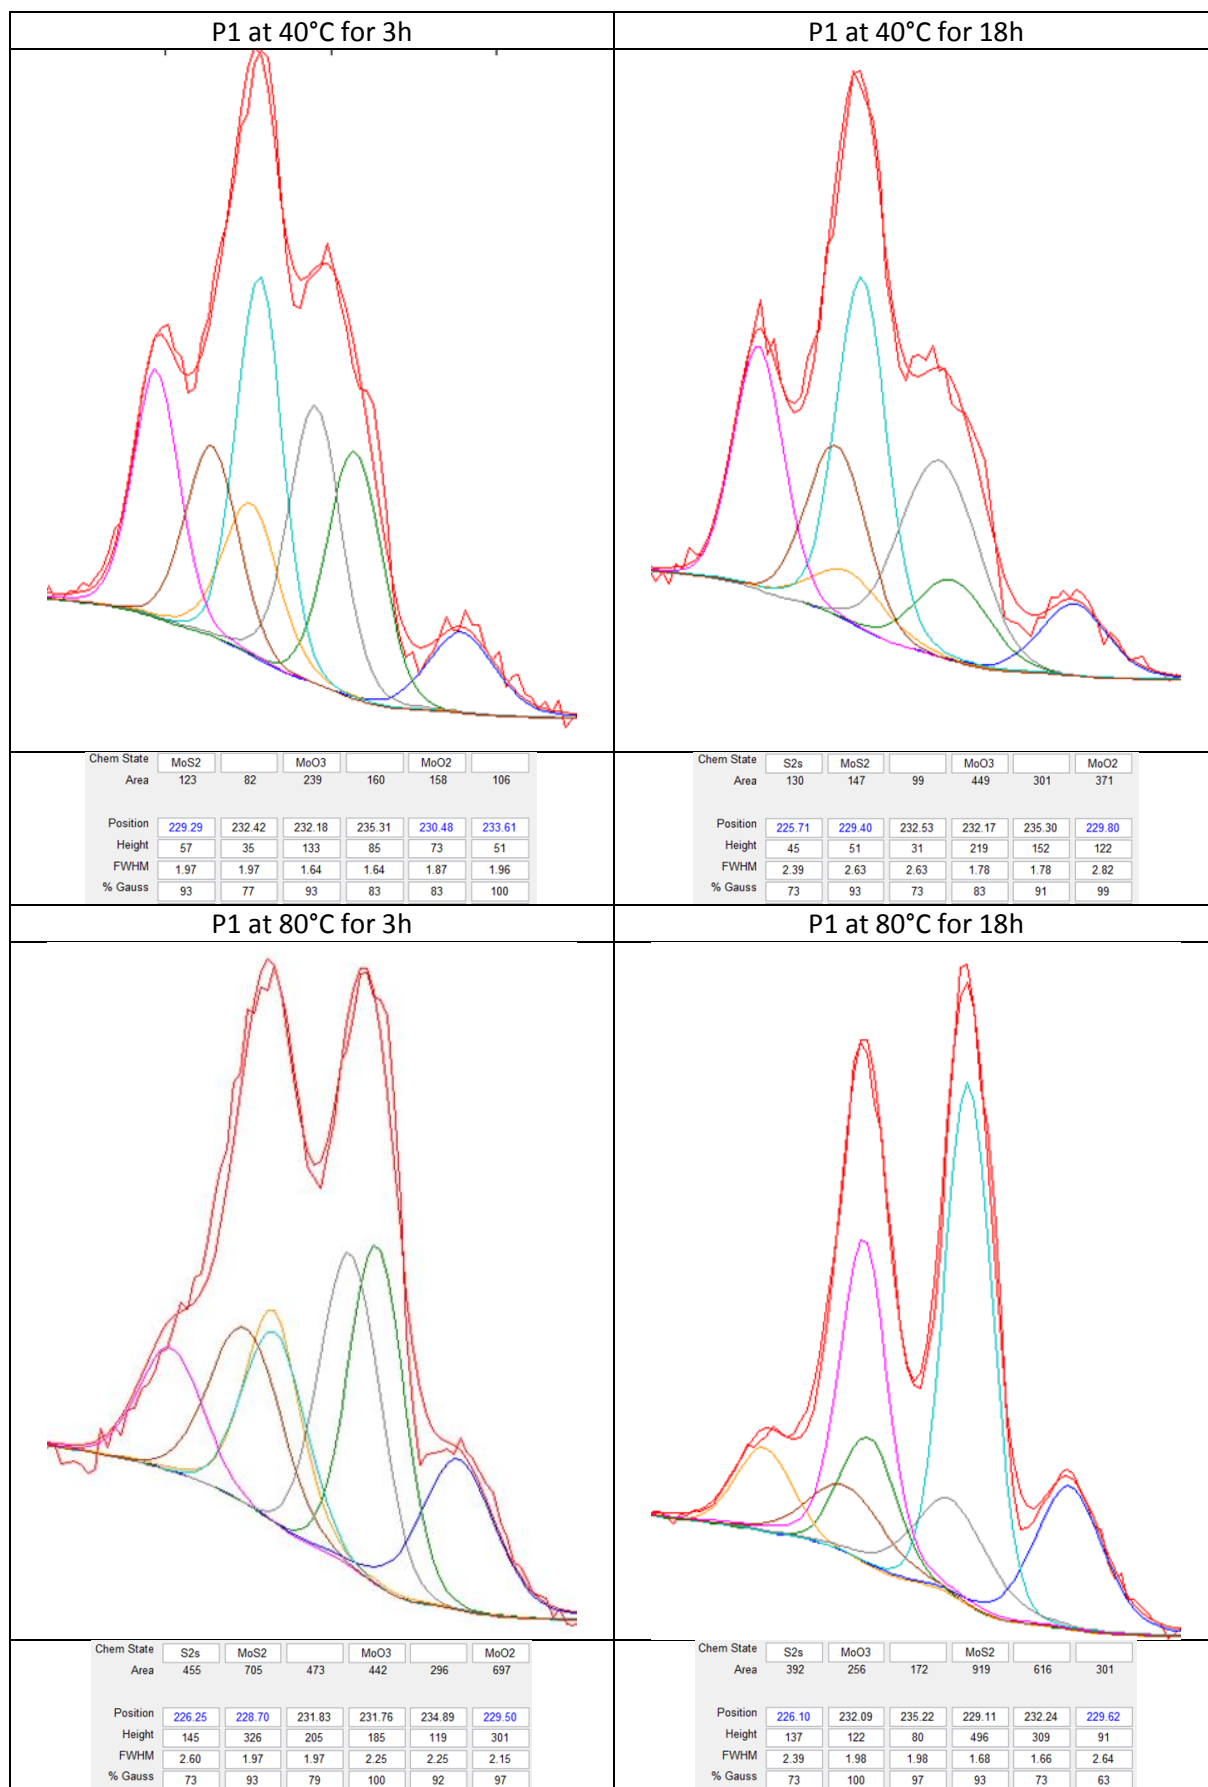 P1 at 40°C for 3h
P1 at 40°C for 18h
Chem State MoS2 MoO3 MoO2
Area 123 82 239 160 158 106
Position 229.29 232.42 232.18 235.31 230.48 233.61
Height 57 35 133 85 73 51
FWHM 1.97 1.97 1.64 1.64 1.87 1.96
% Gauss 93 77 93 83 83 100
Chem State S2s MoS2 MoO3 MoO2
Area 130 147 99 449 301 371
Position 225.71 229.40 232.53 232.17 235.30 229.80
Height 45 51 31 219 152 122
FWHM 2.39 2.63 2.63 1.78 1.78 2.82
% Gauss 73 93 73 83 91 99
P1 at 80°C for 3h
P1 at 80°C for 18h
Chem State S2s MoS2 MoO3 MoO2
Area 455 705 473 442 296 697
Position 226.25 228.70 231.83 231.76 234.89 229.50
Height 145 326 205 185 119 301
FWHM 2.60 1.97 1.97 2.25 2.25 2.15
% Gauss 73 93 79 100 92 97
Chem State S2s MoO3 MoS2
Area 392 256 172 919 616 301
Position 226.10 232.09 235.22 229.11 232.24 229.62
Height 137 122 80 496 309 91
FWHM 2.39 1.98 1.98 1.68 1.66 2.64
% Gauss 73 100 97 93 73 63